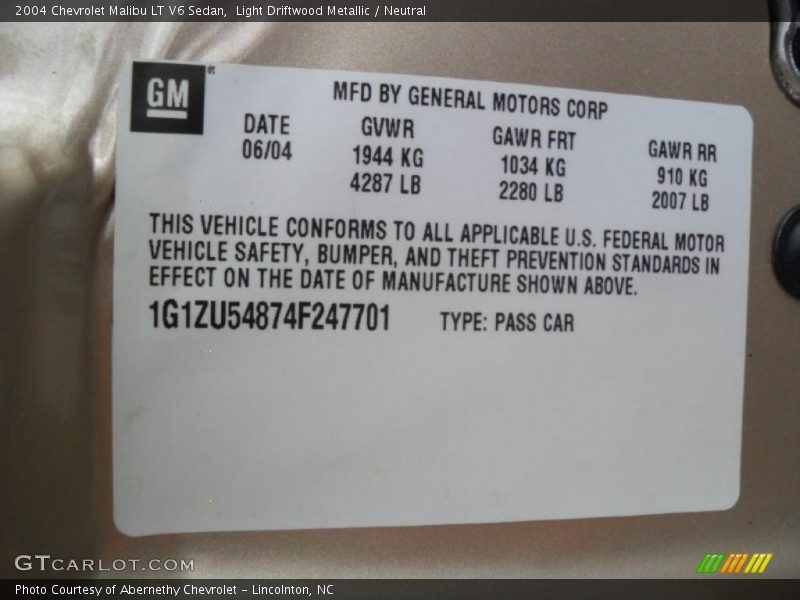 2004 Chevrolet Malibu LT V6 Sedan, Light Driftwood Metallic / Neutral
GM®
MFD BY GENERAL MOTORS CORP
DATE GVWR GAWR FRT GAWR RR
06/04 1944 KG 1034 KG 910 KG
4287 LB 2280 LB 2007 LB
THIS VEHICLE CONFORMS TO ALL APPLICABLE U.S. FEDERAL MOTOR
VEHICLE SAFETY, BUMPER, AND THEFT PREVENTION STANDARDS IN
EFFECT ON THE DATE OF MANUFACTURE SHOWN ABOVE.
1G1ZU54874F247701 TYPE: PASS CAR
GTCARLOT.COM
Photo Courtesy of Abernethy Chevrolet - Lincolnton, NC